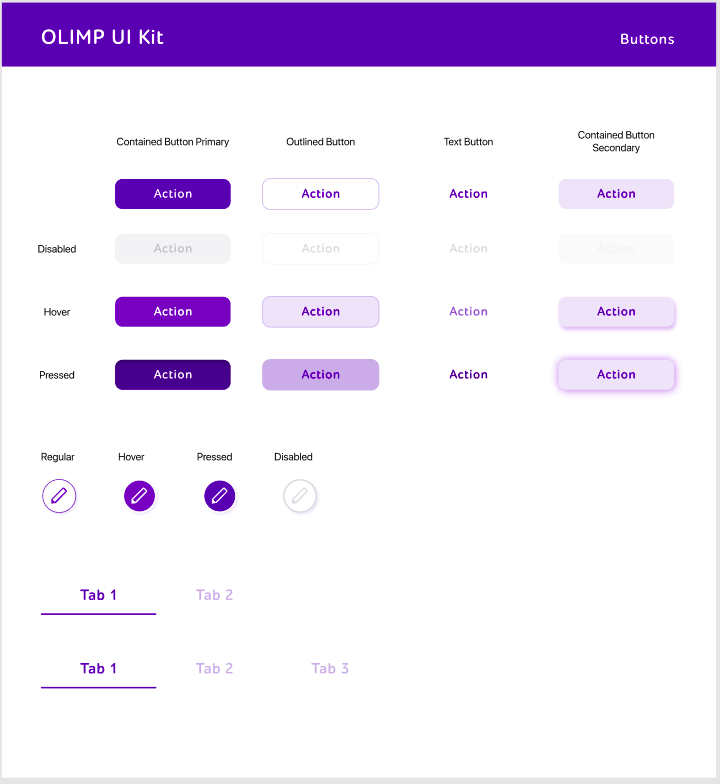 OLIMP UI Kit
Buttons
Contained Button Primary
Outlined Button
Text Button
Contained Button
Secondary
Action
Action
Action
Action
Disabled
Action
Action
Action
Action
Hover
Action
Action
Action
Action
Pressed
Action
Action
Action
Action
Regular
Hover
Pressed
Disabled
Tab 1
Tab 2
Tab 1
Tab 2
Tab 3